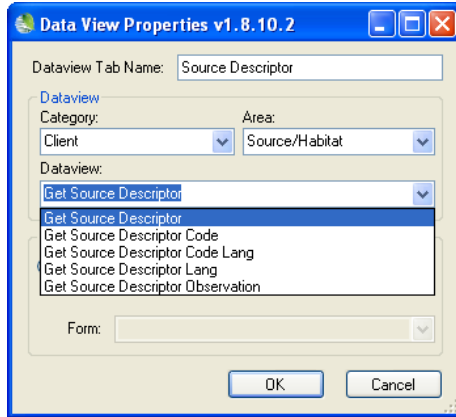 Data View Properties v1.8.10.2
Dataview Tab Name: Source Descriptor
Dataview
Category: Area:
Client Source/Habitat
Dataview:
Get Source Descriptor
Get Source Descriptor
Get Source Descriptor Code
Get Source Descriptor Code Lang
Get Source Descriptor Lang
Get Source Descriptor Observation
Form:
OK Cancel